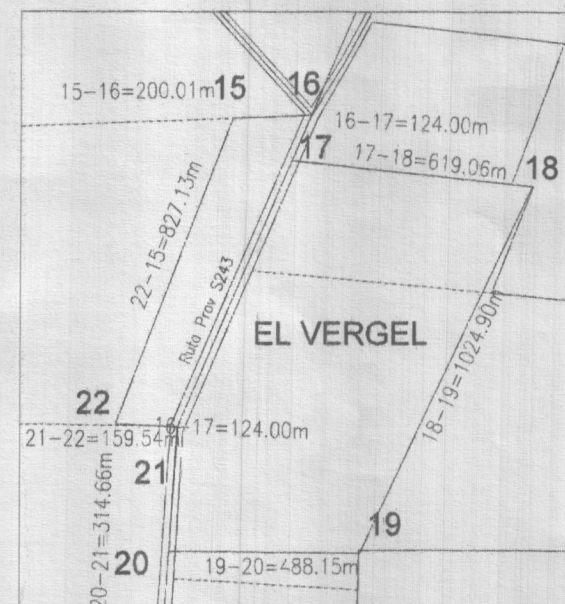 15-16=200.01m 15 16
16-17=124.00m
17 17-18=619.06m 18
22-15=827.13m
Ruta Prov S243
EL VERGEL
18-19=1024.90m
22
16-17=124.00m
21-22=159.54m
21
20-21=314.66m
19
20 19-20=488.15m